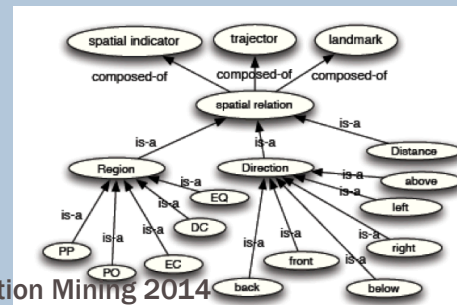 spatial indicator
trajector
landmark
composed-of
composed-of
composed-of
spatial relation
is-a
is-a
is-a
Distance
Region
Direction
is-a
is-a
above
is-a
EQ
left
is-a
is-a
DC
is-a
is-a
is-a
right
PP
is-a
EC
is-a
is-a
front
is-a
PO
back
below
tion Mining 2014